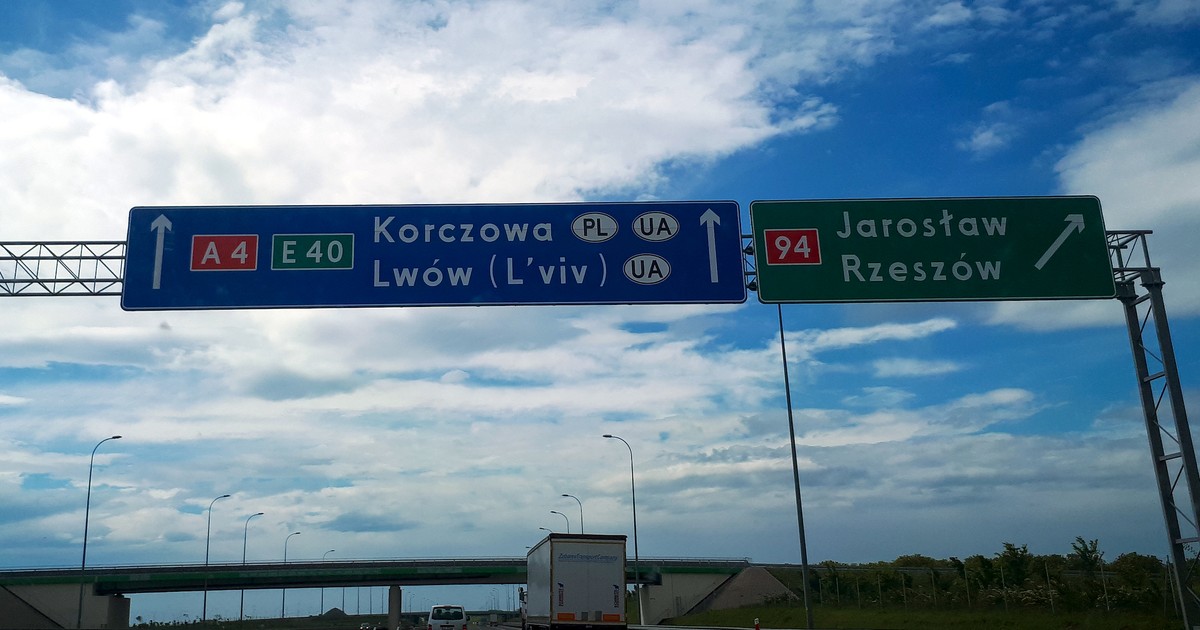 A 4 E 40 Korczowa PL UA
Lwów (L'viv) UA
94 Jarosław
Rzeszów